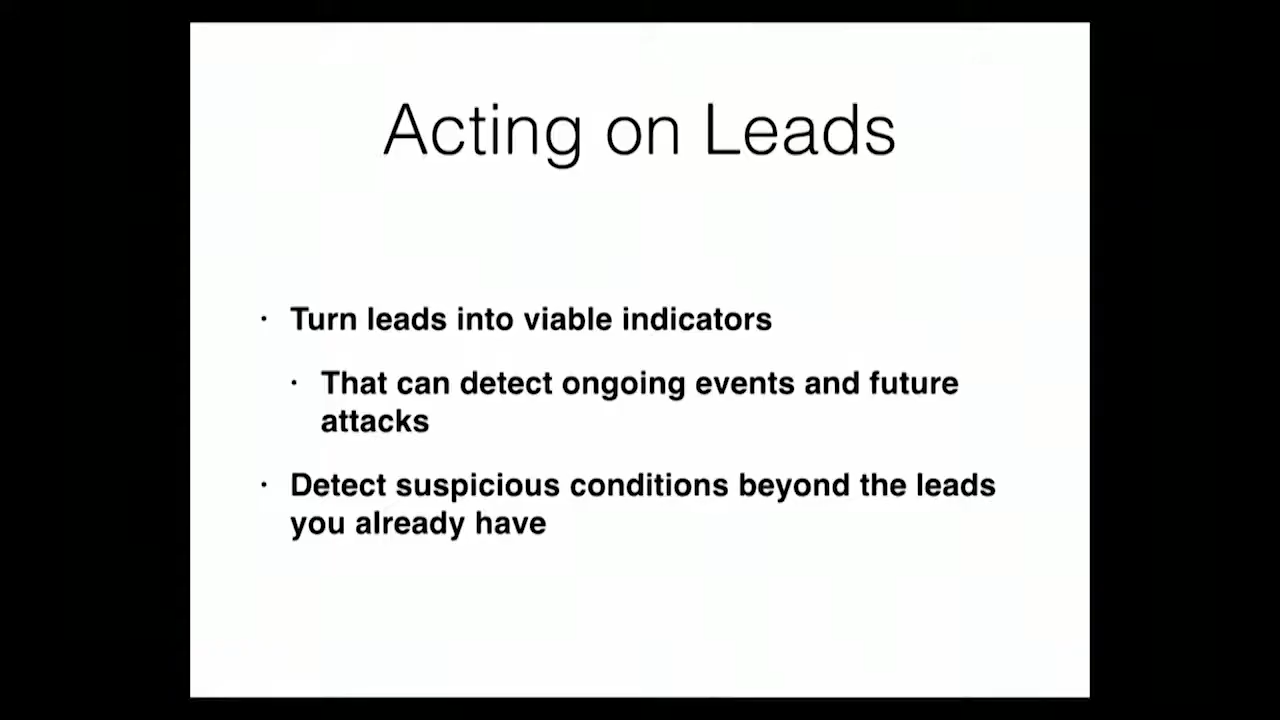 Acting on Leads
· Turn leads into viable indicators
· That can detect ongoing events and future
attacks
· Detect suspicious conditions beyond the leads
you already have